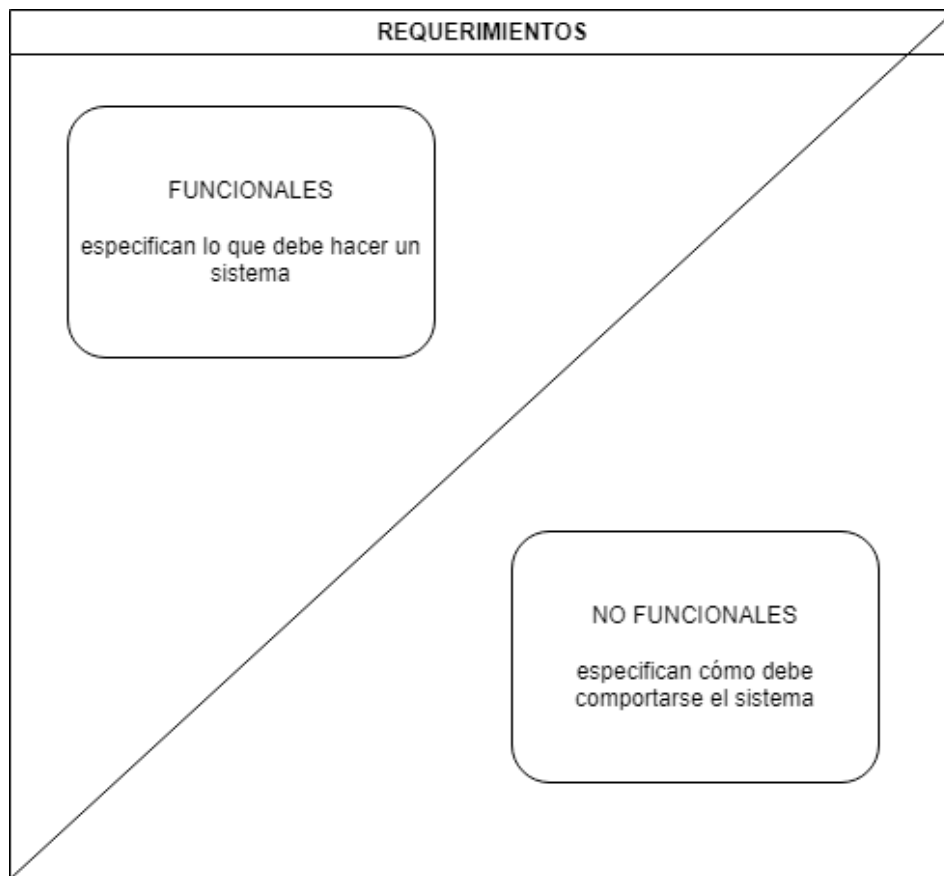 REQUERIMIENTOS
FUNCIONALES
especifican lo que debe hacer un
sistema
NO FUNCIONALES
especifican cómo debe
comportarse el sistema